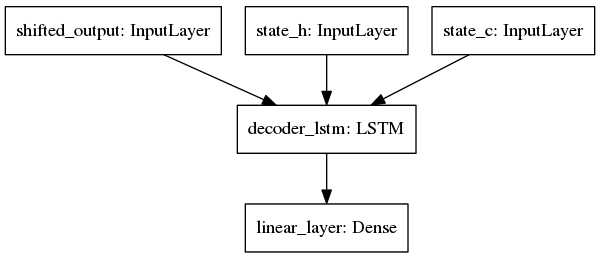 shifted_output: InputLayer
state_h: InputLayer
state_c: InputLayer
decoder_lstm: LSTM
linear_layer: Dense